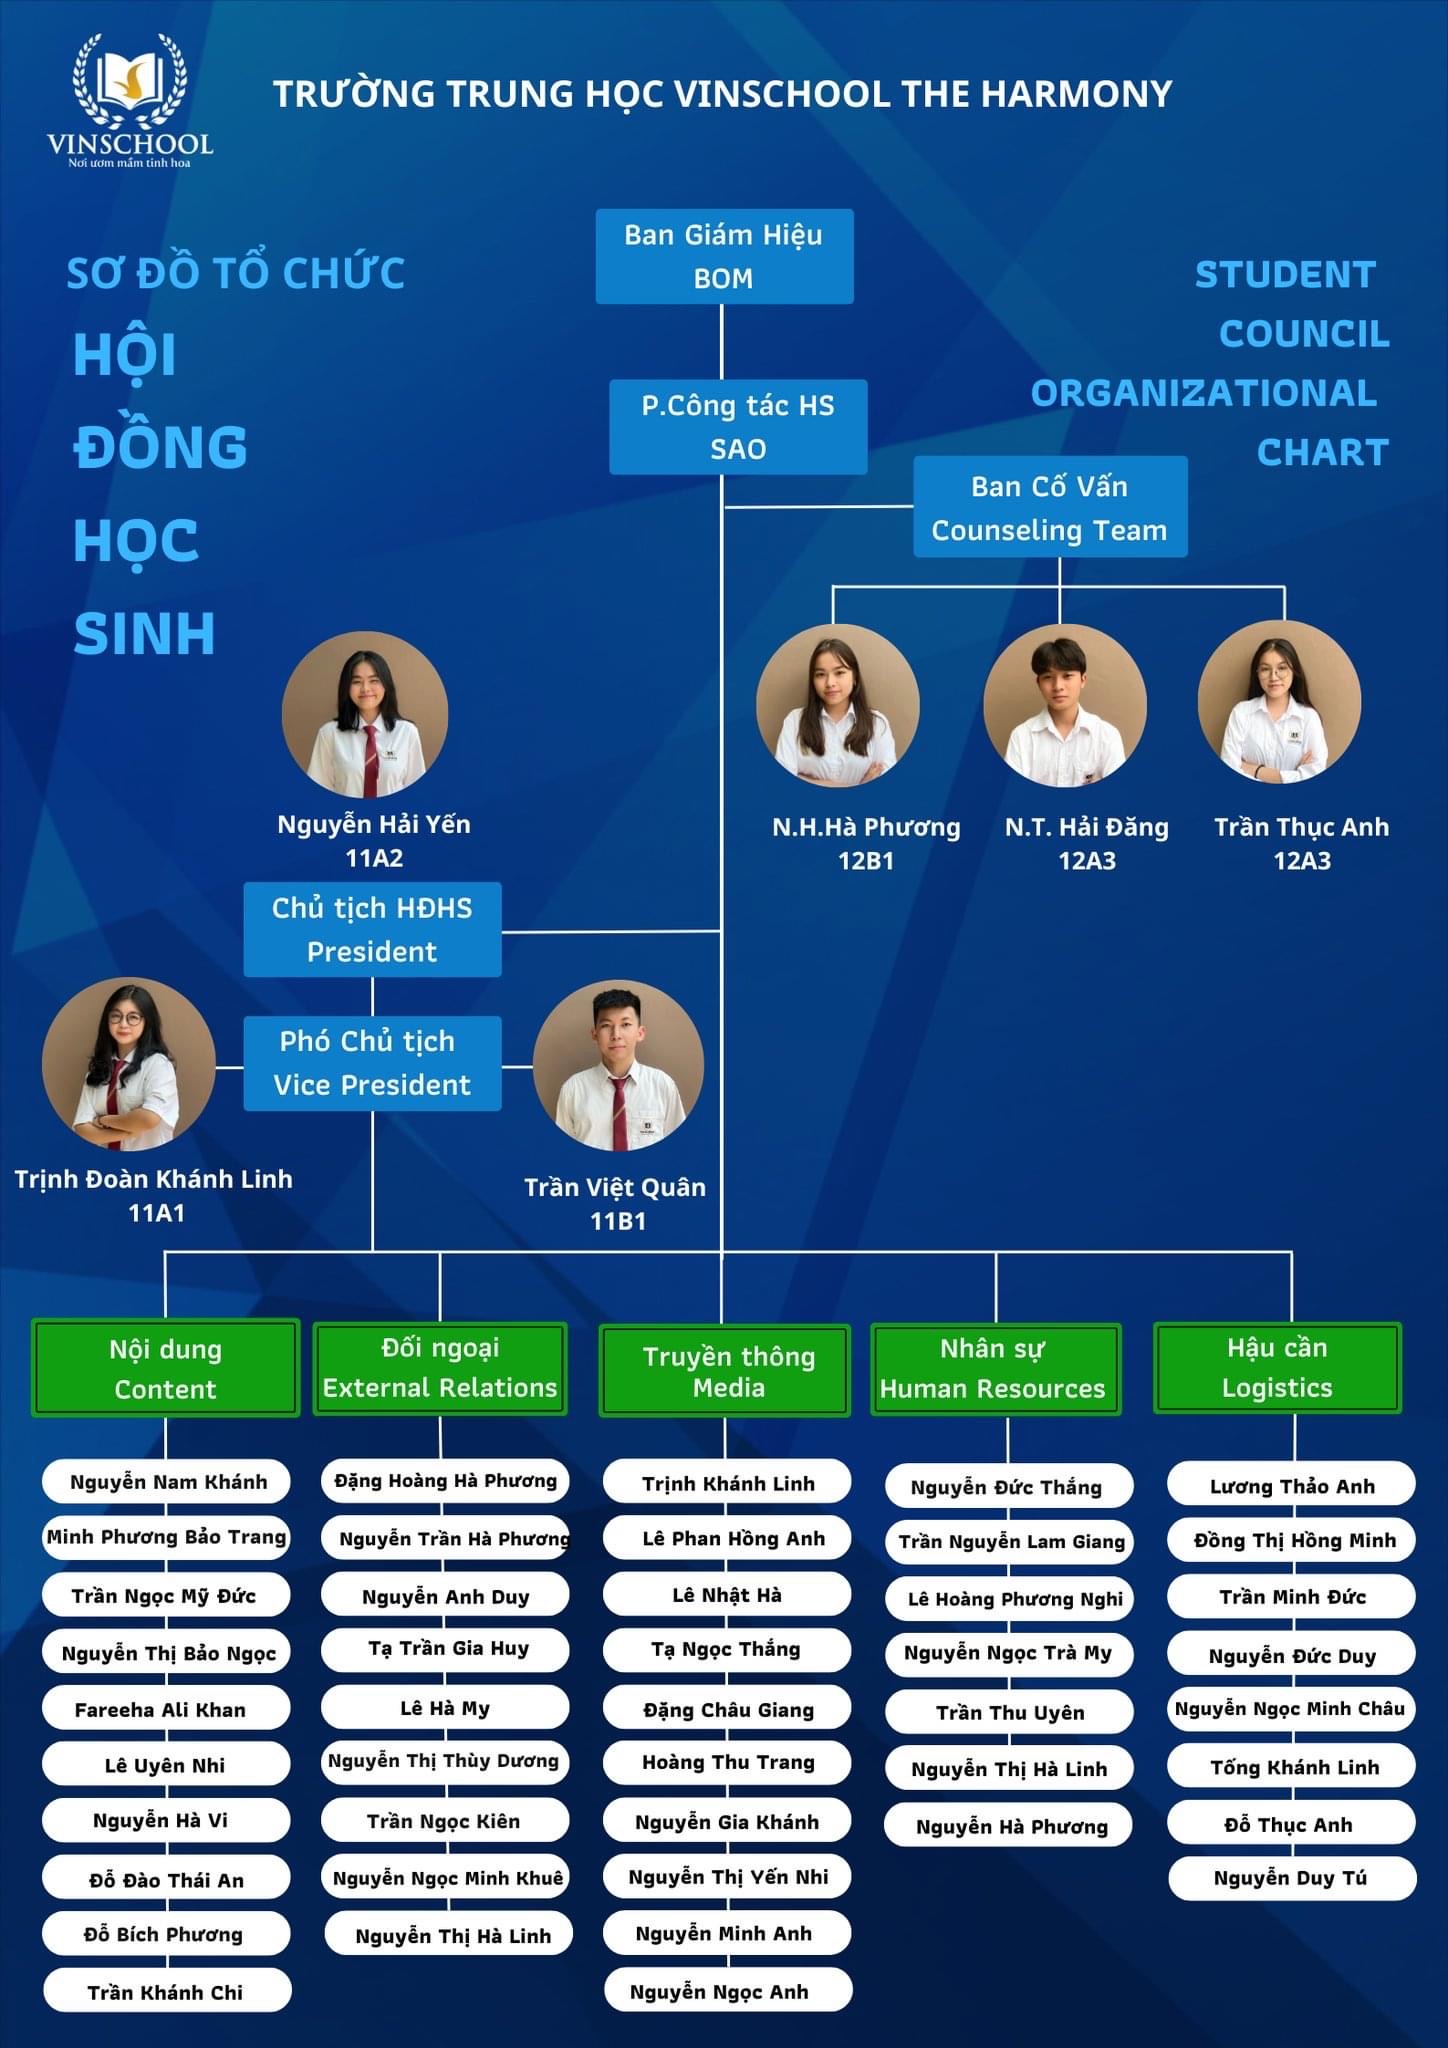 VINSCHOOL
Nơi ươm mầm tinh hoa
TRƯỜNG TRUNG HỌC VINSCHOOL THE HARMONY
SƠ ĐỒ TỔ CHỨC
HỘI
ĐỒNG
HỌC
SINH
STUDENT
COUNCIL
ORGANIZATIONAL
CHART
Ban Giám Hiệu
BOM
P.Công tác HS
SAO
Ban Cố Vấn
Counseling Team
N.H.Hà Phương
12B1
N.T. Hải Đăng
12A3
Trần Thục Anh
12A3
Nguyễn Hải Yến
11A2
Chủ tịch HĐHS
President
Phó Chủ tịch
Vice President
Trịnh Đoàn Khánh Linh
11A1
Trần Việt Quân
11B1
Nội dung
Content
Nguyễn Nam Khánh
Minh Phương Bảo Trang
Trần Ngọc Mỹ Đức
Nguyễn Thị Bảo Ngọc
Fareeha Ali Khan
Lê Uyên Nhi
Nguyễn Hà Vi
Đỗ Đào Thái An
Đỗ Bích Phương
Trần Khánh Chi
Đối ngoại
External Relations
Đặng Hoàng Hà Phương
Nguyễn Trần Hà Phương
Nguyễn Anh Duy
Tạ Trần Gia Huy
Lê Hà My
Nguyễn Thị Thùy Dương
Trần Ngọc Kiên
Nguyễn Ngọc Minh Khuê
Nguyễn Thị Hà Linh
Truyền thông
Media
Trịnh Khánh Linh
Lê Phan Hồng Anh
Lê Nhật Hà
Tạ Ngọc Thắng
Đặng Châu Giang
Hoàng Thu Trang
Nguyễn Gia Khánh
Nguyễn Thị Yến Nhi
Nguyễn Minh Anh
Nguyễn Ngọc Anh
Nhân sự
Human Resources
Nguyễn Đức Thắng
Trần Nguyễn Lam Giang
Lê Hoàng Phương Nghi
Nguyễn Ngọc Trà My
Trần Thu Uyên
Nguyễn Thị Hà Linh
Nguyễn Hà Phương
Hậu cần
Logistics
Lương Thảo Anh
Đồng Thị Hồng Minh
Trần Minh Đức
Nguyễn Đức Duy
Nguyễn Ngọc Minh Châu
Tống Khánh Linh
Đỗ Thục Anh
Nguyễn Duy Tú